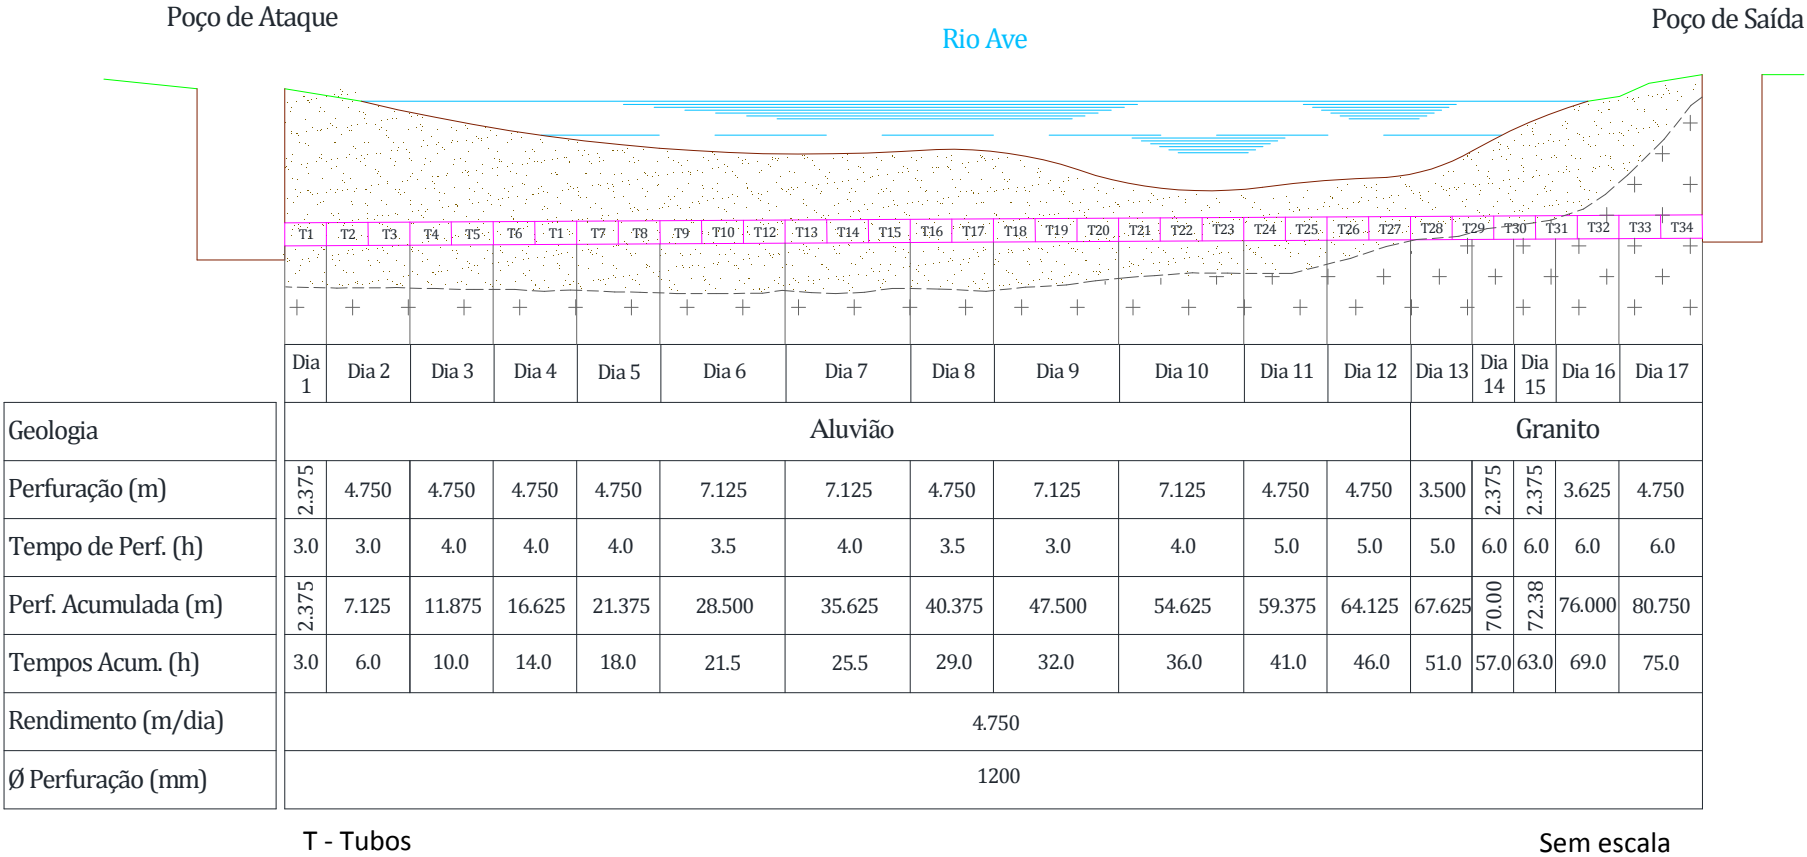 Poço de Ataque
Rio Ave
Poço de Saída
T1 T2 T3 T4 T5 T6 T1 T7 T8 T9 T10 T12 T13 T14 T15 T16 T17 T18 T19 T20 T21 T22 T23 T24 T25 T26 T27 T28 T29 T30 T31 T32 T33 T34
Dia 1 Dia 2 Dia 3 Dia 4 Dia 5 Dia 6 Dia 7 Dia 8 Dia 9 Dia 10 Dia 11 Dia 12 Dia 13 Dia 14 Dia 15 Dia 16 Dia 17
Geologia Aluvião Granito
Perfuração (m) 2.375 4.750 4.750 4.750 4.750 7.125 7.125 4.750 7.125 7.125 4.750 4.750 3.500 2.375 2.375 3.625 4.750
Tempo de Perf. (h) 3.0 3.0 4.0 4.0 4.0 3.5 4.0 3.5 3.0 4.0 5.0 5.0 5.0 6.0 6.0 6.0 6.0
Perf. Acumulada (m) 2.375 7.125 11.875 16.625 21.375 28.500 35.625 40.375 47.500 54.625 59.375 64.125 67.625 70.00 72.38 76.000 80.750
Tempos Acum. (h) 3.0 6.0 10.0 14.0 18.0 21.5 25.5 29.0 32.0 36.0 41.0 46.0 51.0 57.0 63.0 69.0 75.0
Rendimento (m/dia) 4.750
Ø Perfuração (mm) 1200
T - Tubos
Sem escala